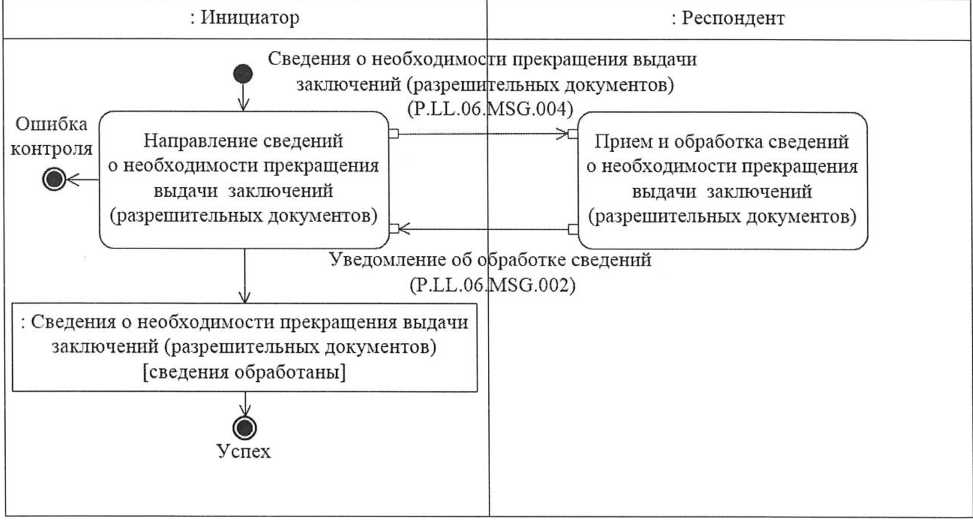 : Инициатор
: Респондент
Сведения о необходимости прекращения выдачи
заключений (разрешительных документов)
(P.LL.06.MSG.004)
Ошибка
контроля
Направление сведений
о необходимости прекращения
выдачи заключений
(разрешительных документов)
Прием и обработка сведений
о необходимости прекращения
выдачи заключений
(разрешительных документов)
Уведомление об обработке сведений
(P.LL.06.MSG.002)
: Сведения о необходимости прекращения выдачи
заключений (разрешительных документов)
[сведения обработаны]
Успех